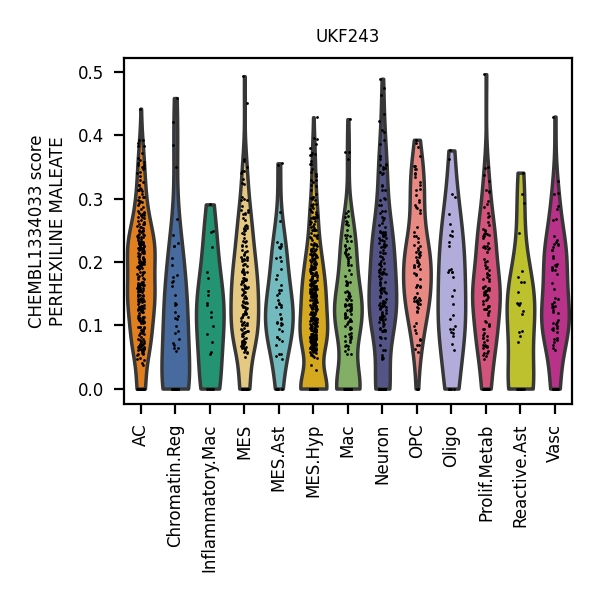 UKF243
CHEMBL1334033 score
PERHEXILINE MALEATE
0.5
0.4
0.3
0.2
0.1
0.0
AC
Chromatin.Reg
Inflammatory.Mac
MES
MES.Ast
MES.Hyp
Mac
Neuron
OPC
Oligo
Prolif.Metab
Reactive.Ast
Vasc